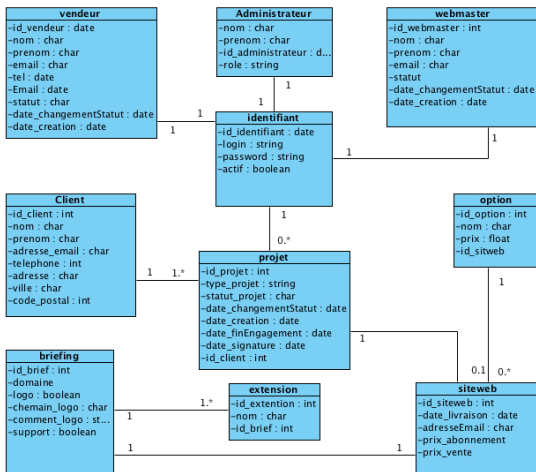 vendeur
-id_vendeur : date
-nom : char
-prenom : char
-email : char
-tel : date
-Email : date
-statut : char
-date_changementStatut : date
-date_creation : date
Administrateur
-nom : char
-prenom : char
-id_administrateur : d...
-role : string
webmaster
-id_webmaster : int
-nom : char
-prenom : char
-email : char
-statut
-date_changementStatut : date
-date_creation : date
1
1
1
1
1
1
identifiant
-id_identifiant : date
-login : string
-password : string
-actif : boolean
1
0.*
Client
-id_client : int
-nom : char
-prenom : char
-adresse_email : char
-telephone : int
-adresse : char
-ville : char
-code_postal : int
1
1.*
projet
-id_projet : int
-type_projet : string
-statut_projet : char
-date_changementStatut : date
-date_creation : date
-date_finEngagement : date
-date_signature : date
-id_client : int
option
-id_option : int
-nom : char
-prix : float
-id_sitweb
1
1
0.1
0.*
briefing
-id_brief : int
-domaine
-logo : boolean
-chemain_logo : char
-comment_logo : st...
-support : boolean
1.*
1
extension
-id_extention : int
-nom : char
-id_brief : int
1
1
siteweb
-id_siteweb : int
-date_livraison : date
-adresseEmail : char
-prix_abonnement
-prix_vente